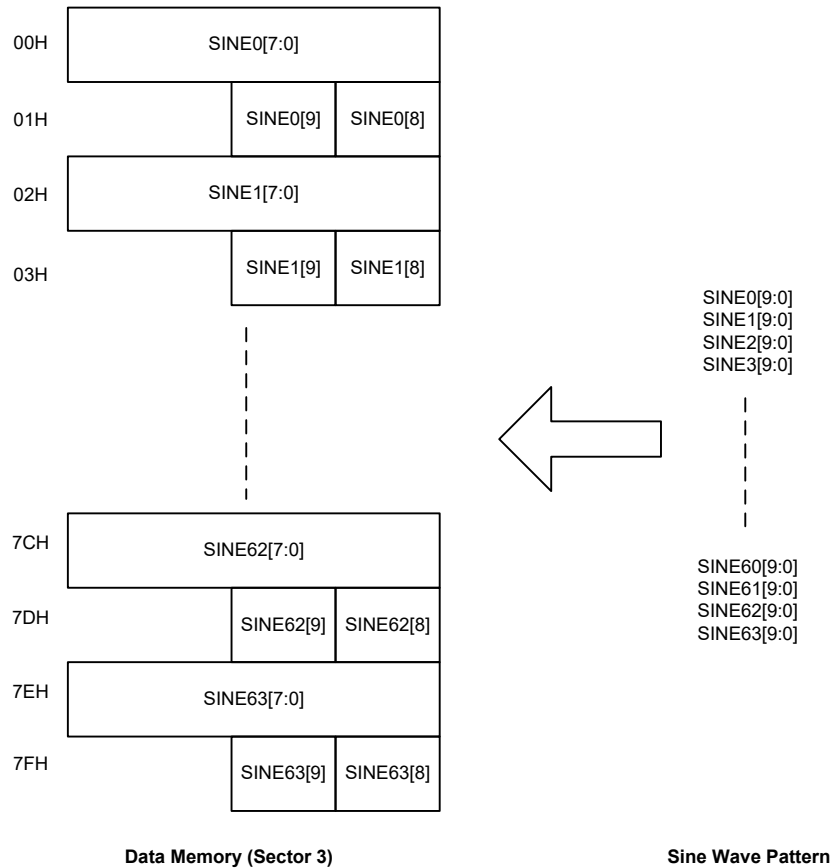 00H
SINE0[7:0]
01H
SINE0[9]
SINE0[8]
02H
SINE1[7:0]
03H
SINE1[9]
SINE1[8]
7CH
SINE62[7:0]
7DH
SINE62[9]
SINE62[8]
7EH
SINE63[7:0]
7FH
SINE63[9]
SINE63[8]
Data Memory (Sector 3)
SINE0[9:0]
SINE1[9:0]
SINE2[9:0]
SINE3[9:0]
SINE60[9:0]
SINE61[9:0]
SINE62[9:0]
SINE63[9:0]
Sine Wave Pattern